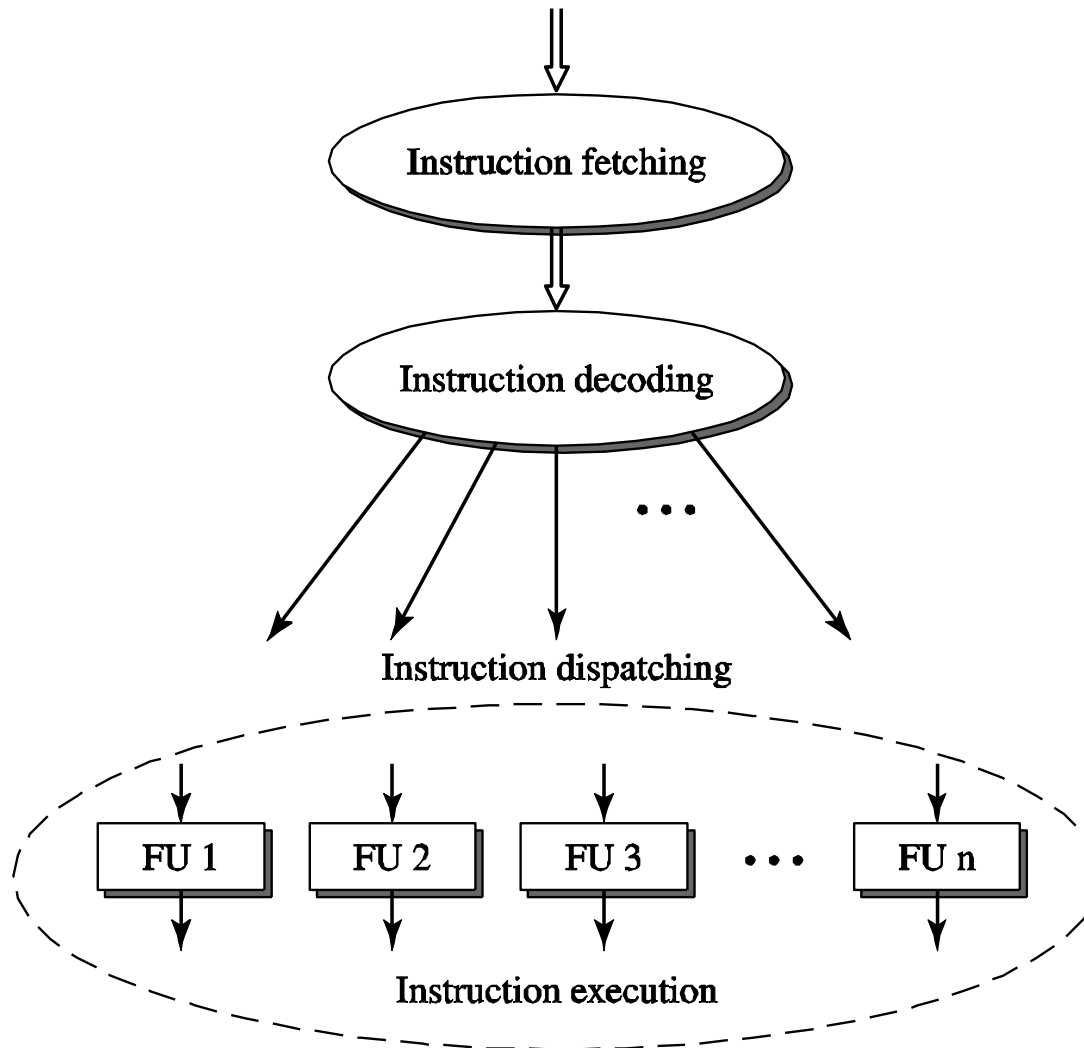 Instruction fetching
Instruction decoding
Instruction dispatching
FU 1 FU 2 FU 3 ••• FU n
Instruction execution